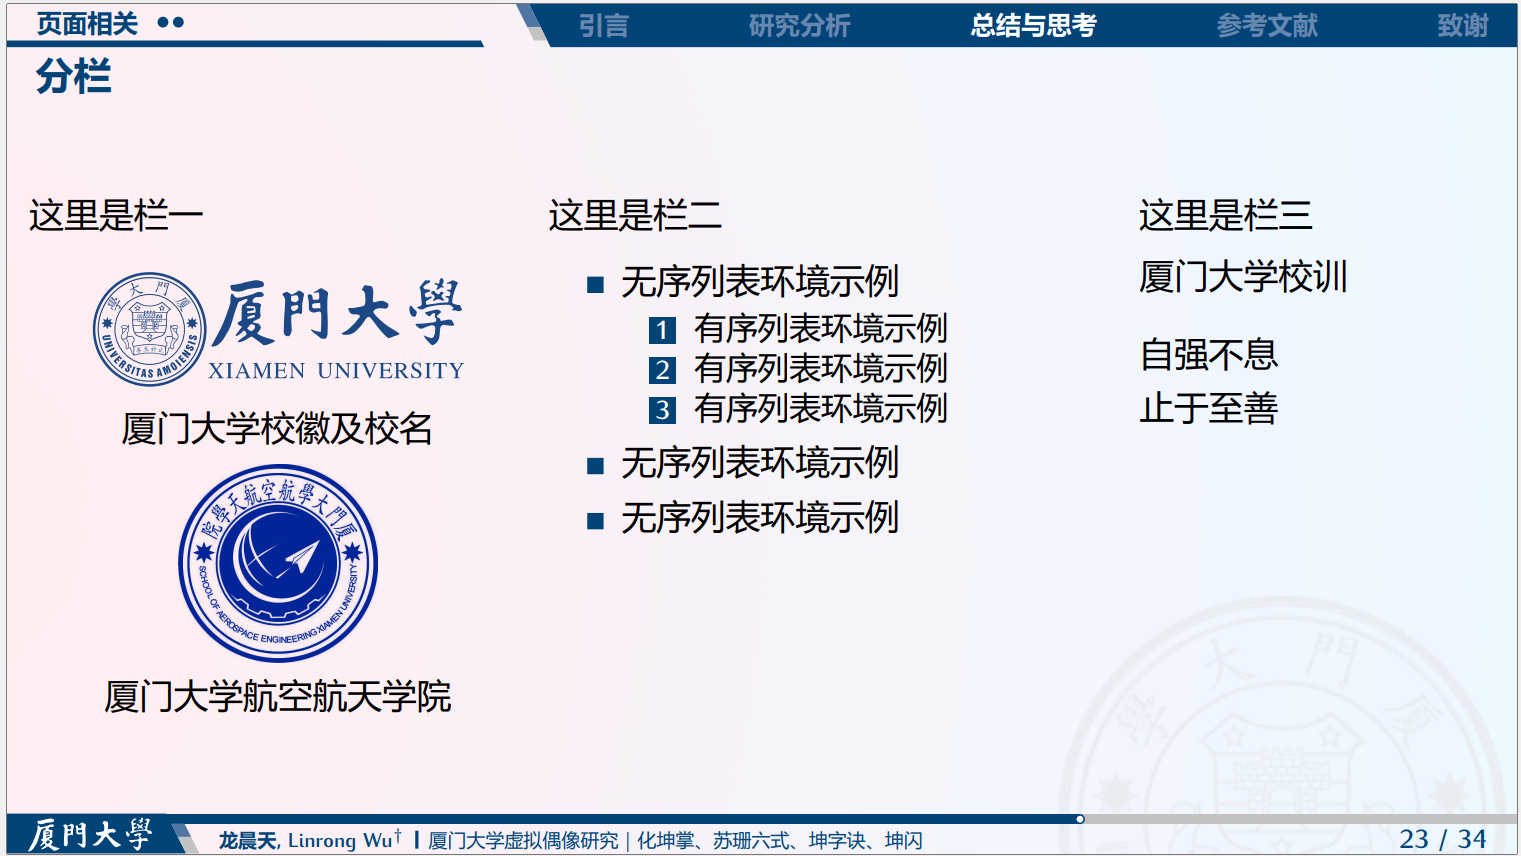 页面相关
引言 研究分析 总结与思考 参考文献 致谢
分栏
这里是栏一
學大門廈
UNIVERSITAS AMOIENSIS
厦門大學
XIAMEN UNIVERSITY
厦门大学校徽及校名
院學天航空航學大門廈
SCHOOL OF AEROSPACE ENGINEERING XIAMEN UNIVERSITY
厦门大学航空航天学院
这里是栏二
无序列表环境示例
1 有序列表环境示例
2 有序列表环境示例
3 有序列表环境示例
无序列表环境示例
无序列表环境示例
这里是栏三
厦门大学校训
自强不息
止于至善
學大門廈
厦門大學
龙晨天, Linrong Wu† | 厦门大学虚拟偶像研究 | 化坤掌、苏珊六式、坤字诀、坤闪
23 / 34